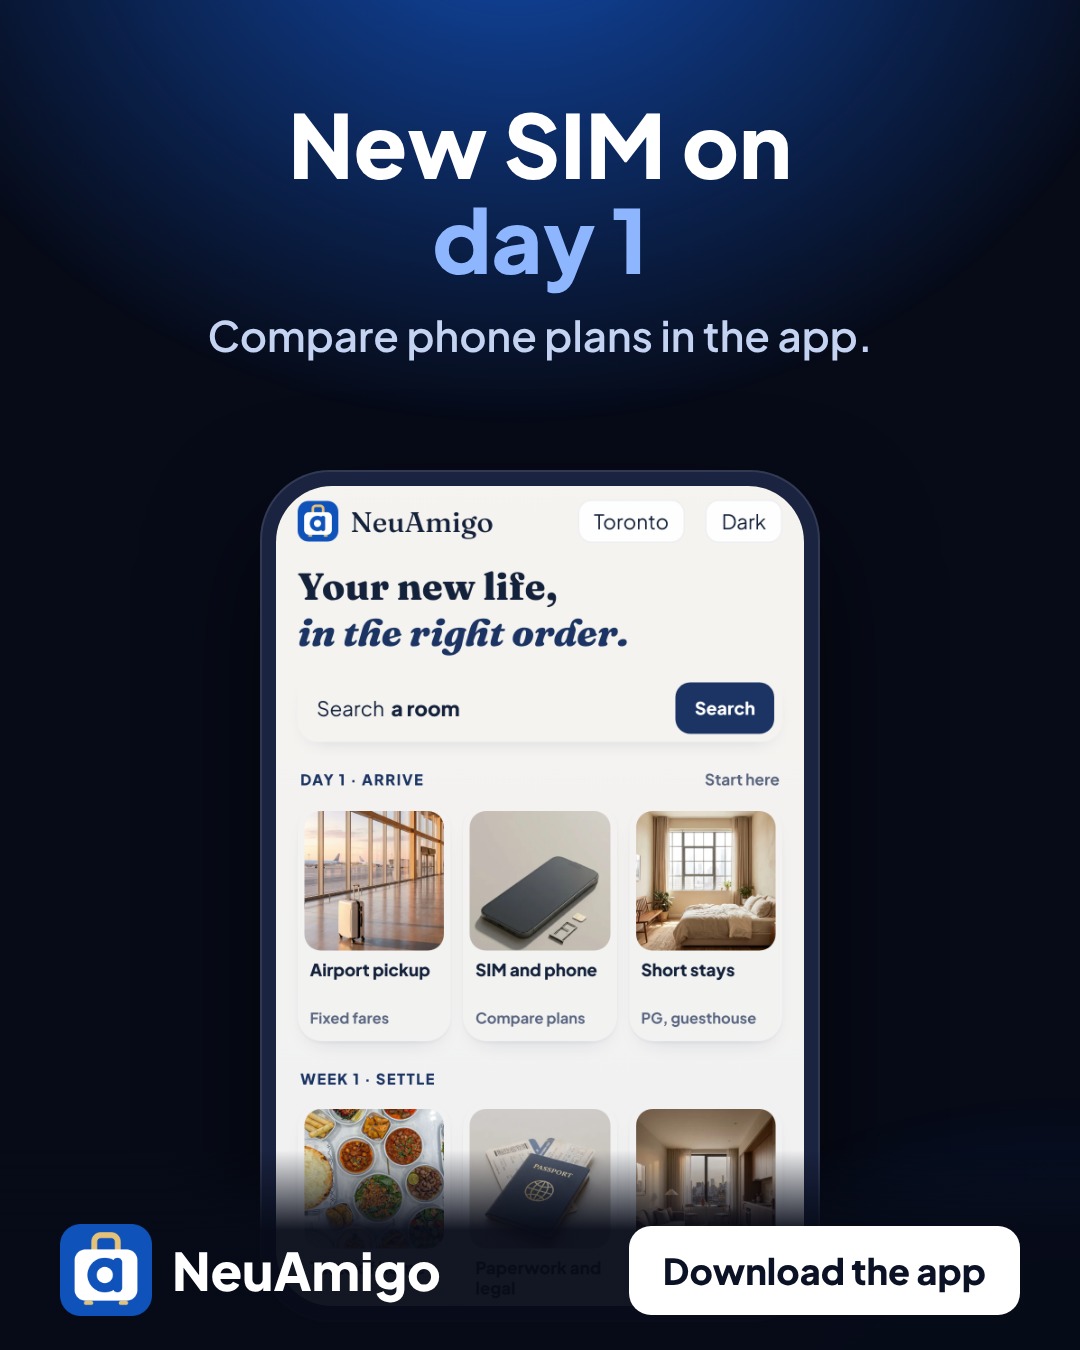 New SIM on
day 1
Compare phone plans in the app.
NeuAmigo
Toronto
Dark
Your new life,
in the right order.
Search a room
Search
DAY 1 · ARRIVE
Start here
Airport pickup
SIM and phone
Short stays
Fixed fares
Compare plans
PG, guesthouse
WEEK 1 · SETTLE
PASSPORT
Paperwork and
legal
NeuAmigo
Download the app